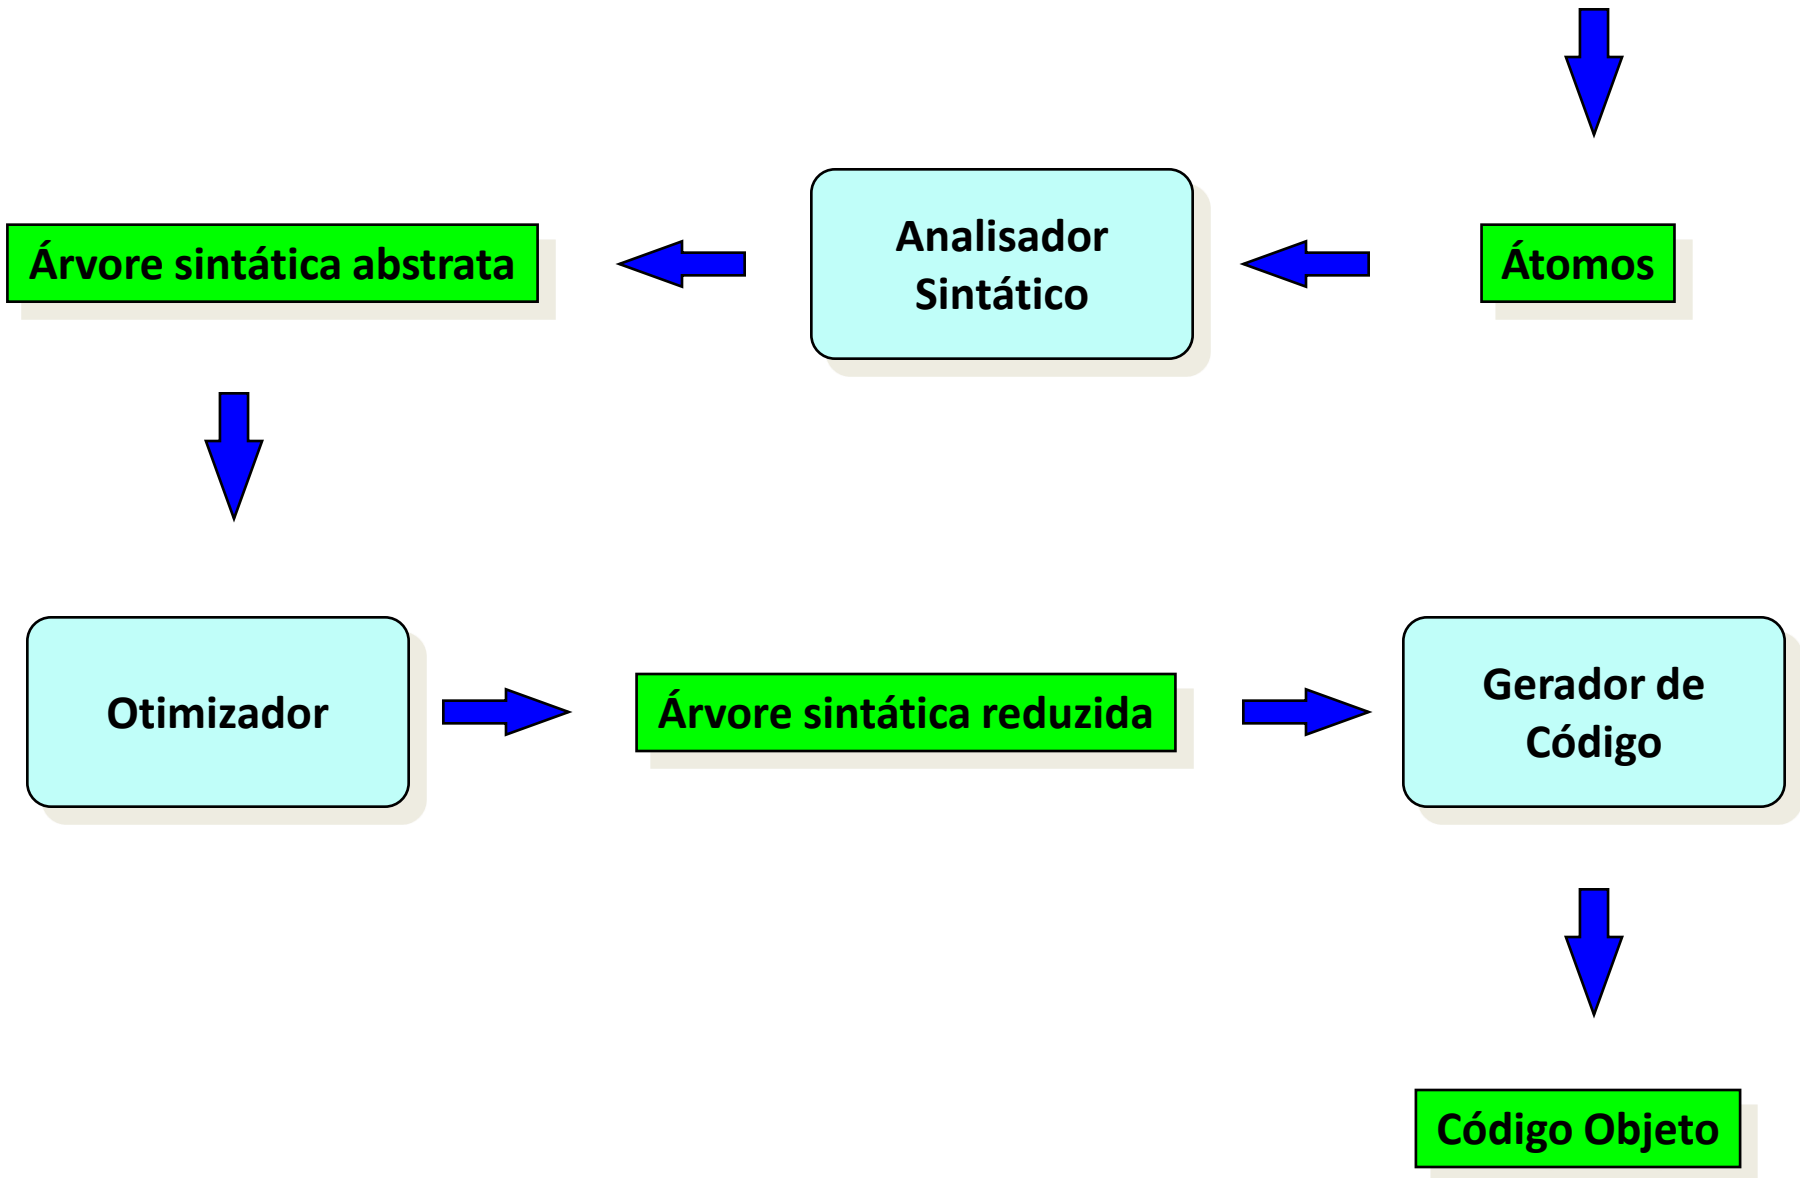 Árvore sintática abstrata
Analisador
Sintático
Átomos
Otimizador
Árvore sintática reduzida
Gerador de
Código
Código Objeto